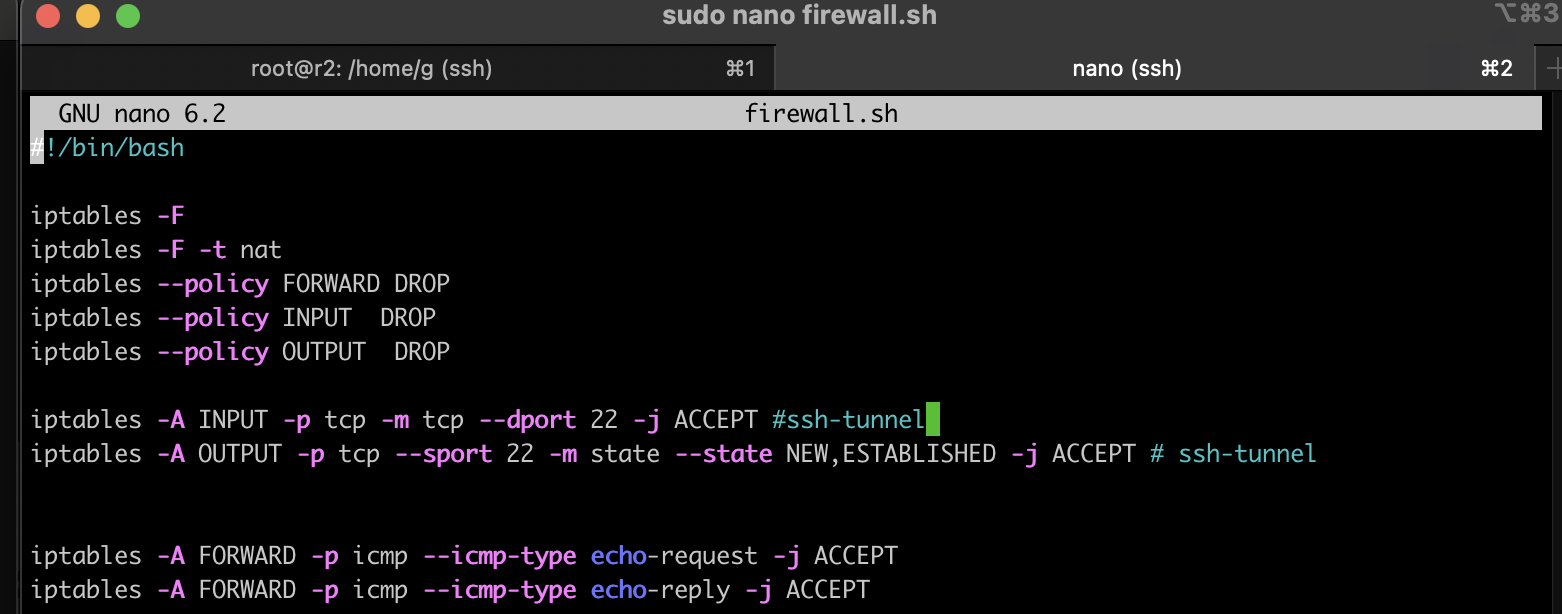 sudo nano firewall.sh ⌥⌘3
root@r2: /home/g (ssh) ⌘1 nano (ssh) ⌘2 +
GNU nano 6.2 firewall.sh
#!/bin/bash
iptables -F
iptables -F -t nat
iptables --policy FORWARD DROP
iptables --policy INPUT  DROP
iptables --policy OUTPUT  DROP
iptables -A INPUT -p tcp -m tcp --dport 22 -j ACCEPT #ssh-tunnel
iptables -A OUTPUT -p tcp --sport 22 -m state --state NEW,ESTABLISHED -j ACCEPT # ssh-tunnel
iptables -A FORWARD -p icmp --icmp-type echo-request -j ACCEPT
iptables -A FORWARD -p icmp --icmp-type echo-reply -j ACCEPT